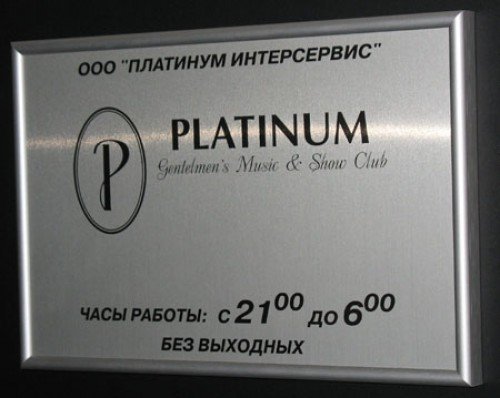 ООО "ПЛАТИНУМ ИНТЕРСЕРВИС"
P
PLATINUM
Gentelmen's Music & Show Club
ЧАСЫ РАБОТЫ: С 21⁰⁰ ДО 6⁰⁰
БЕЗ ВЫХОДНЫХ